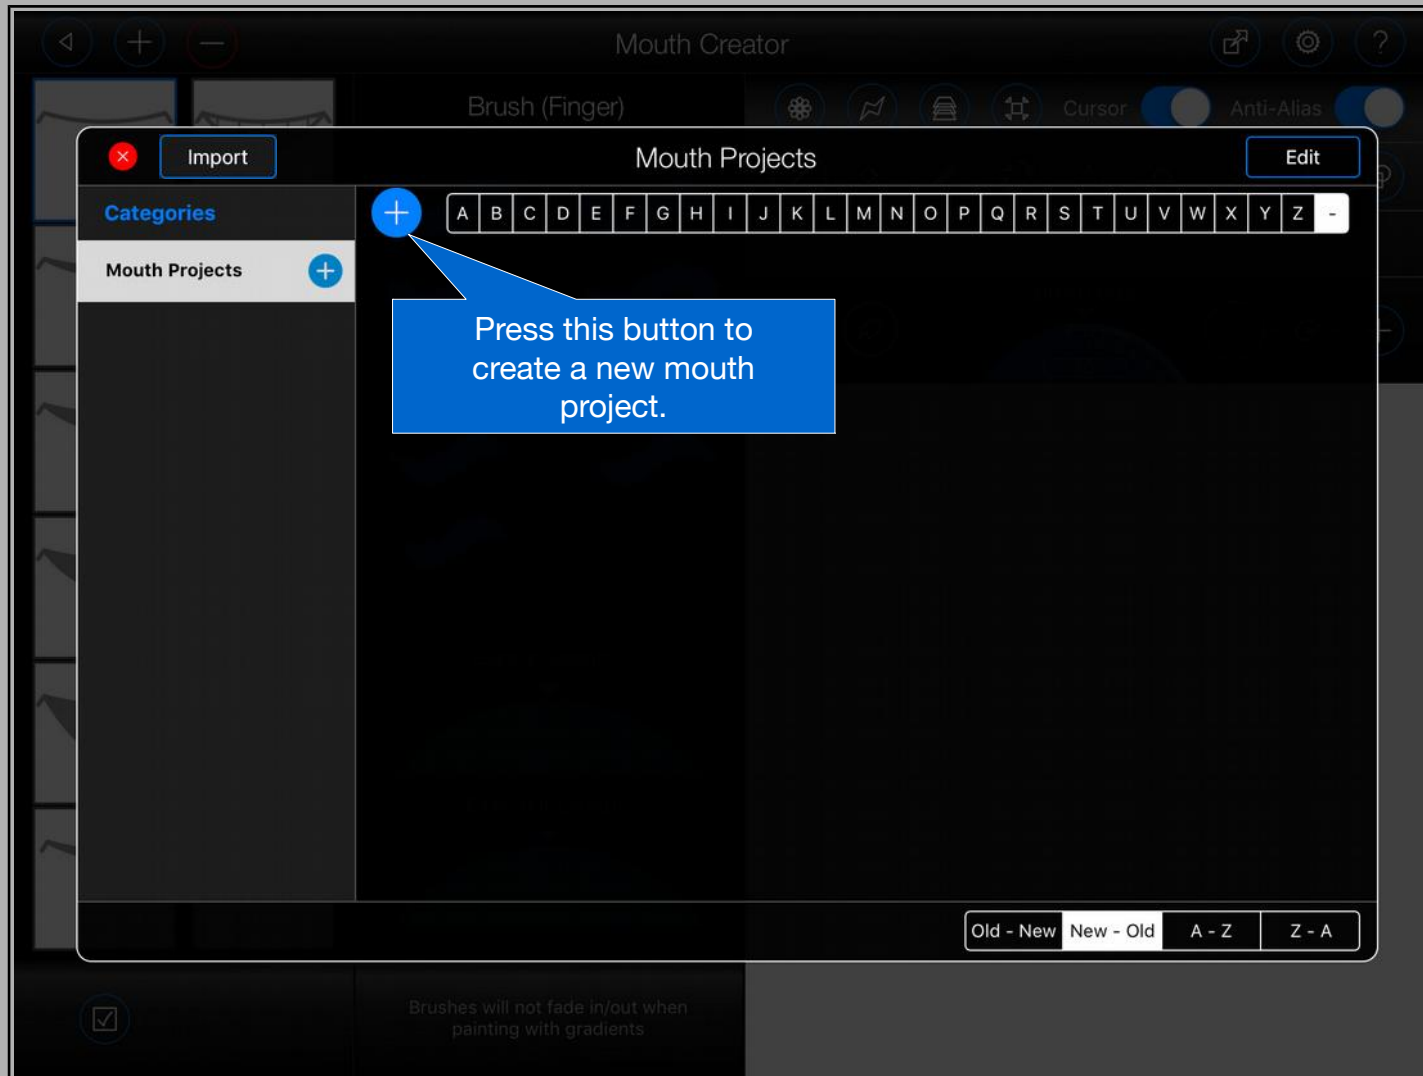 Mouth Creator
?
Brush (Finger)
Cursor
Anti-Alias
Import
Mouth Projects
Edit
Categories
A B C D E F G H I J K L M N O P Q R S T U V W X Y Z -
Mouth Projects
Press this button to
create a new mouth
project.
Old - New New - Old A - Z Z - A
Brushes will not fade in/out when
painting with gradients